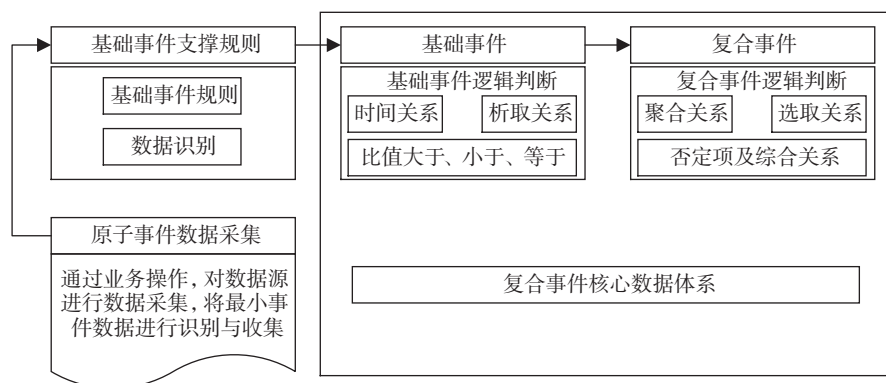 基础事件支撑规则
基础事件规则
数据识别
原子事件数据采集
通过业务操作，对数据源
进行数据采集，将最小事
件数据进行识别与收集
基础事件
基础事件逻辑判断
时间关系
析取关系
比值大于、小于、等于
复合事件
复合事件逻辑判断
聚合关系
选取关系
否定项及综合关系
复合事件核心数据体系